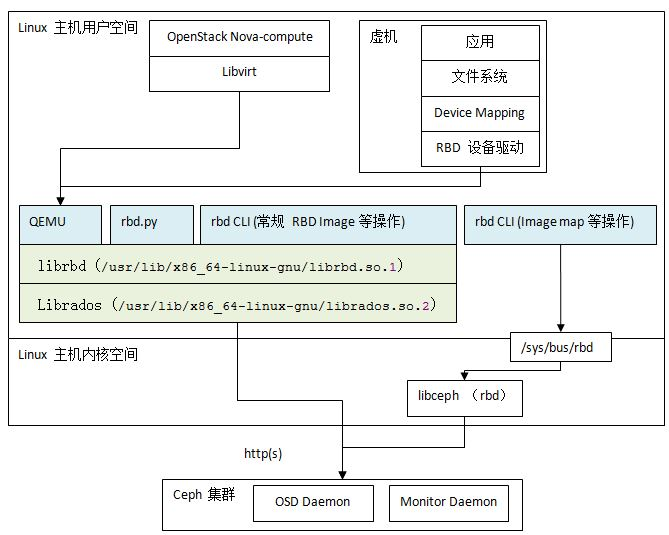 Linux 主机用户空间
OpenStack Nova-compute
Libvirt
虚机
应用
文件系统
Device Mapping
RBD 设备驱动
QEMU
rbd.py
rbd CLI (常规 RBD Image 等操作)
rbd CLI (Image map 等操作)
librbd（/usr/lib/x86_64-linux-gnu/librbd.so.1）
Librados（/usr/lib/x86_64-linux-gnu/librados.so.2）
Linux 主机内核空间
/sys/bus/rbd
libceph （rbd）
http(s)
Ceph 集群
OSD Daemon
Monitor Daemon